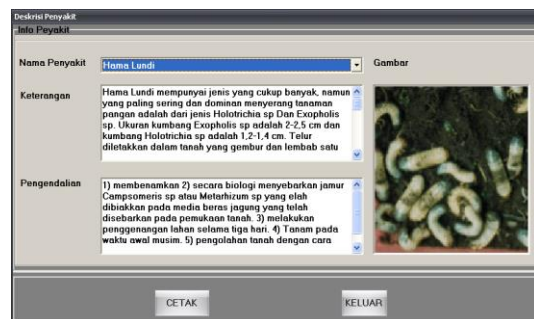 Deskrisi Penyakit
Info Peyakit
Nama Penyakit
Hama Lundi
Gambar
Keterangan
Hama Lundi mempunyai jenis yang cukup banyak, namun
yang paling sering dan dominan menyerang tanaman
pangan adalah dari jenis Holotrichia sp Dan Exopholis
sp. Ukuran kumbang Exopholis sp adalah 2-2,5 cm dan
kumbang Holotrichia sp adalah 1,2-1,4 cm. Telur
diletakkan dalam tanah yang gembur dan lembab satu
Pengendalian
1) membenamkan 2) secara biologi menyebarkan jamur
Campsomeris sp atau Metarhizum sp yang elah
dibiakkan pada media beras jagung yang telah
disebarkan pada pemukaan tanah. 3) melakukan
penggenangan lahan selama tiga hari. 4) Tanam pada
waktu awal musim. 5) pengolahan tanah dengan cara
CETAK
KELUAR